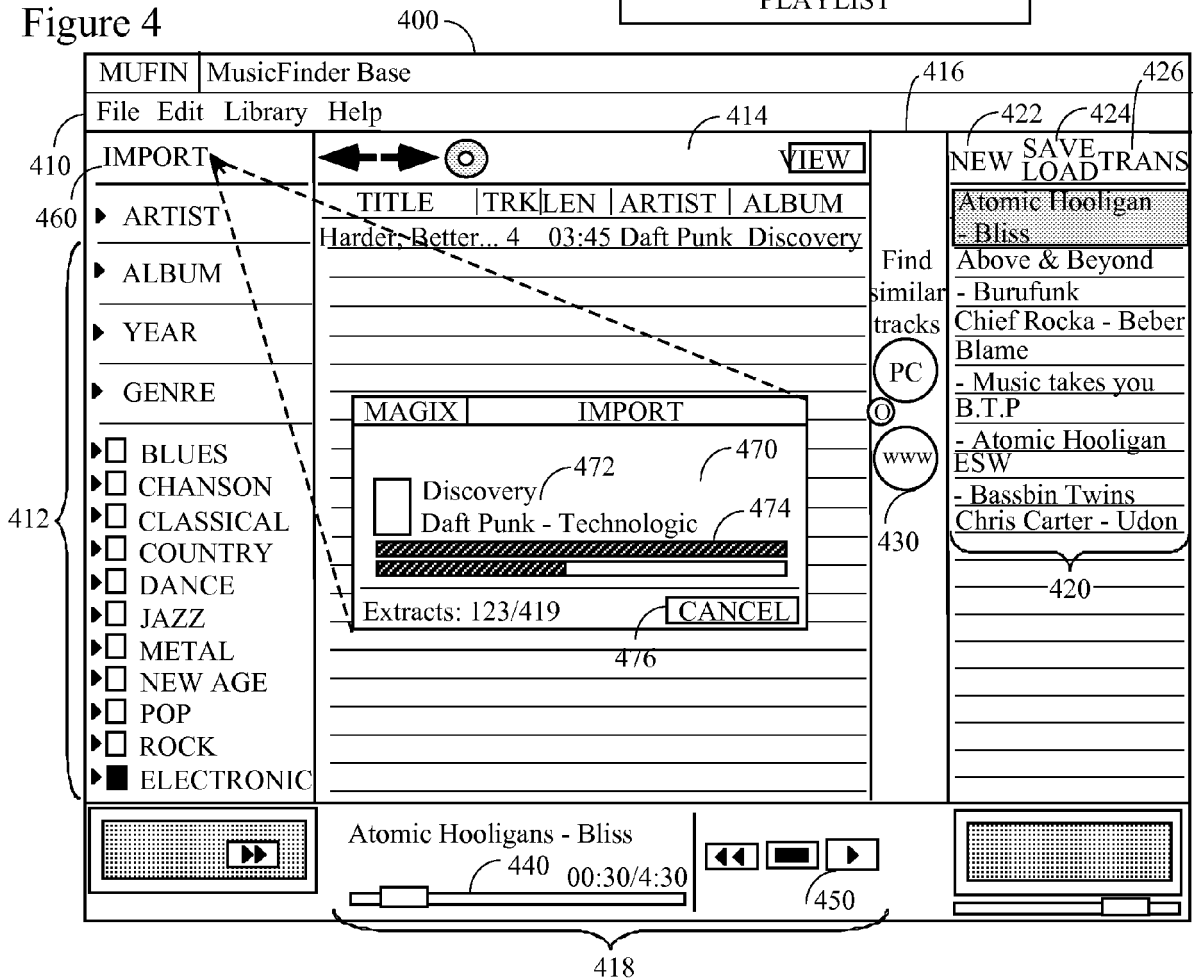 PLAYLIST
Figure 4
400
MUFIN MusicFinder Base
416
426
File Edit Library Help
414
422
424
410
IMPORT
VIEW
NEW
SAVE
LOAD
TRANS
460
ARTIST
TITLE TRK LEN ARTIST ALBUM
Harder, Better... 4 03:45 Daft Punk Discovery
Atomic Hooligan
- Bliss
ALBUM
YEAR
GENRE
Find
similar
tracks
PC
O
www
430
Above & Beyond
- Burufunk
Chief Rocka - Beber
Blame
- Music takes you
B.T.P
- Atomic Hooligan
ESW
- Bassbin Twins
Chris Carter - Udon
420
MAGIX IMPORT
470
472
Discovery
Daft Punk - Technologic
474
Extracts: 123/419
CANCEL
476
412
BLUES
CHANSON
CLASSICAL
COUNTRY
DANCE
JAZZ
METAL
NEW AGE
POP
ROCK
ELECTRONIC
Atomic Hooligans - Bliss
440
00:30/4:30
450
418